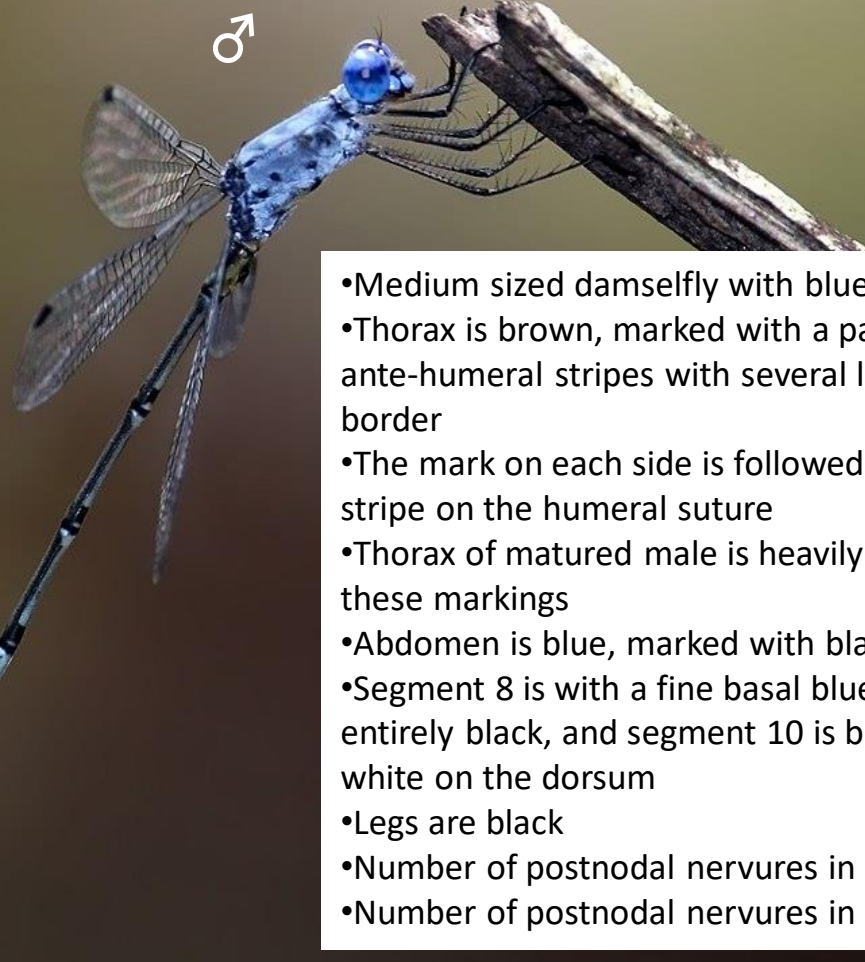 ♂
•Medium sized damselfly with blue
•Thorax is brown, marked with a
ante-humeral stripes with several
border
•The mark on each side is followed
stripe on the humeral suture
•Thorax of matured male is heavily
these markings
•Abdomen is blue, marked with
•Segment 8 is with a fine basal blue
entirely black, and segment 10 is
white on the dorsum
•Legs are black
•Number of postnodal nervures in
•Number of postnodal nervures in